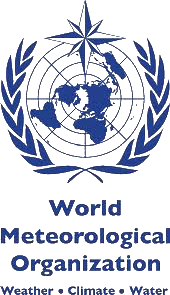 World
Meteorological
Organization
Weather • Climate • Water